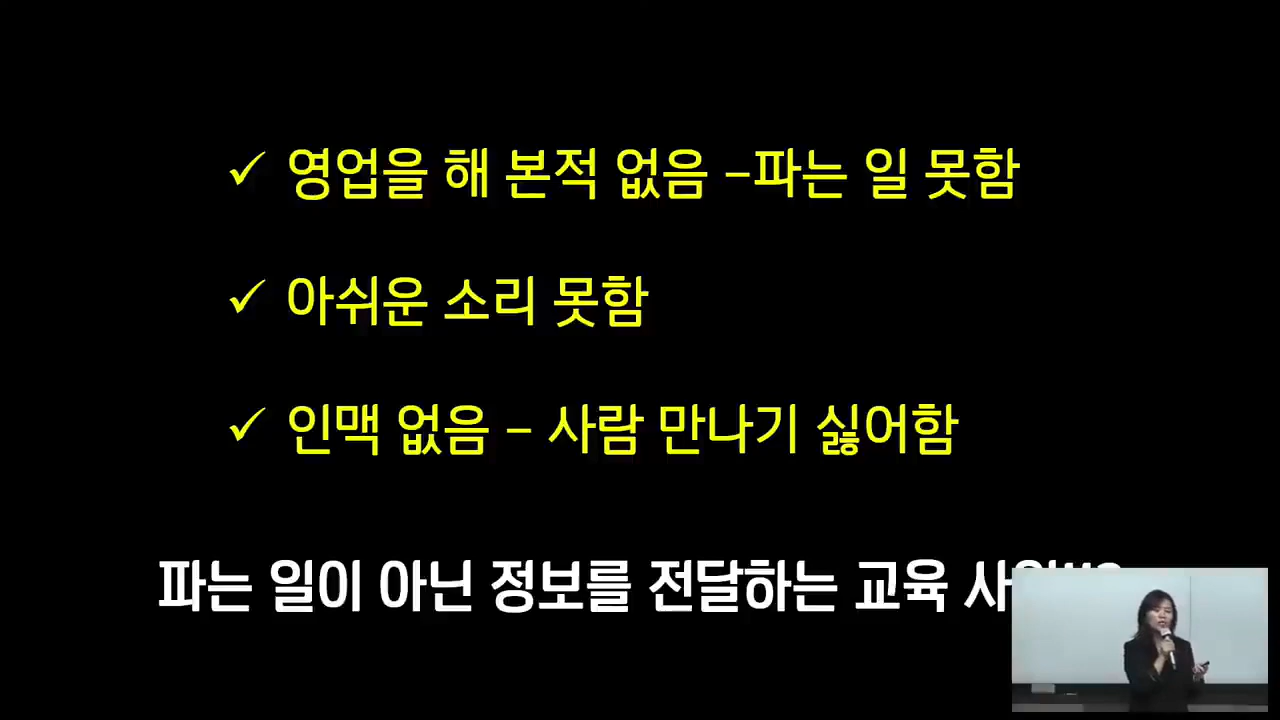 ✓ 영업을 해 본적 없음 –파는 일 못함
✓ 아쉬운 소리 못함
✓ 인맥 없음 – 사람 만나기 싫어함
파는 일이 아닌 정보를 전달하는 교육